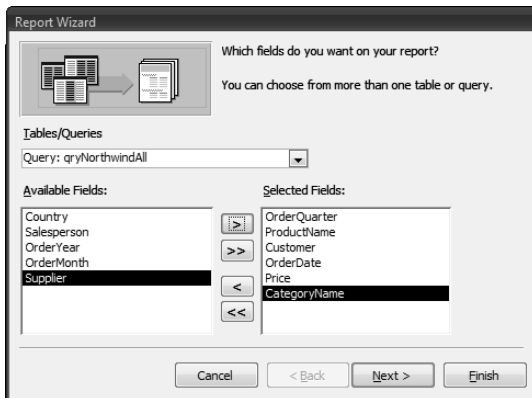 Report Wizard
Which fields do you want on your report?
You can choose from more than one table or query.
Tables/Queries
Query: qryNorthwindAll
Available Fields:
Selected Fields:
Country
Salesperson
OrderYear
OrderMonth
Supplier
>
>>
<
<<
OrderQuarter
ProductName
Customer
OrderDate
Price
CategoryName
Cancel
< Back
Next >
Finish